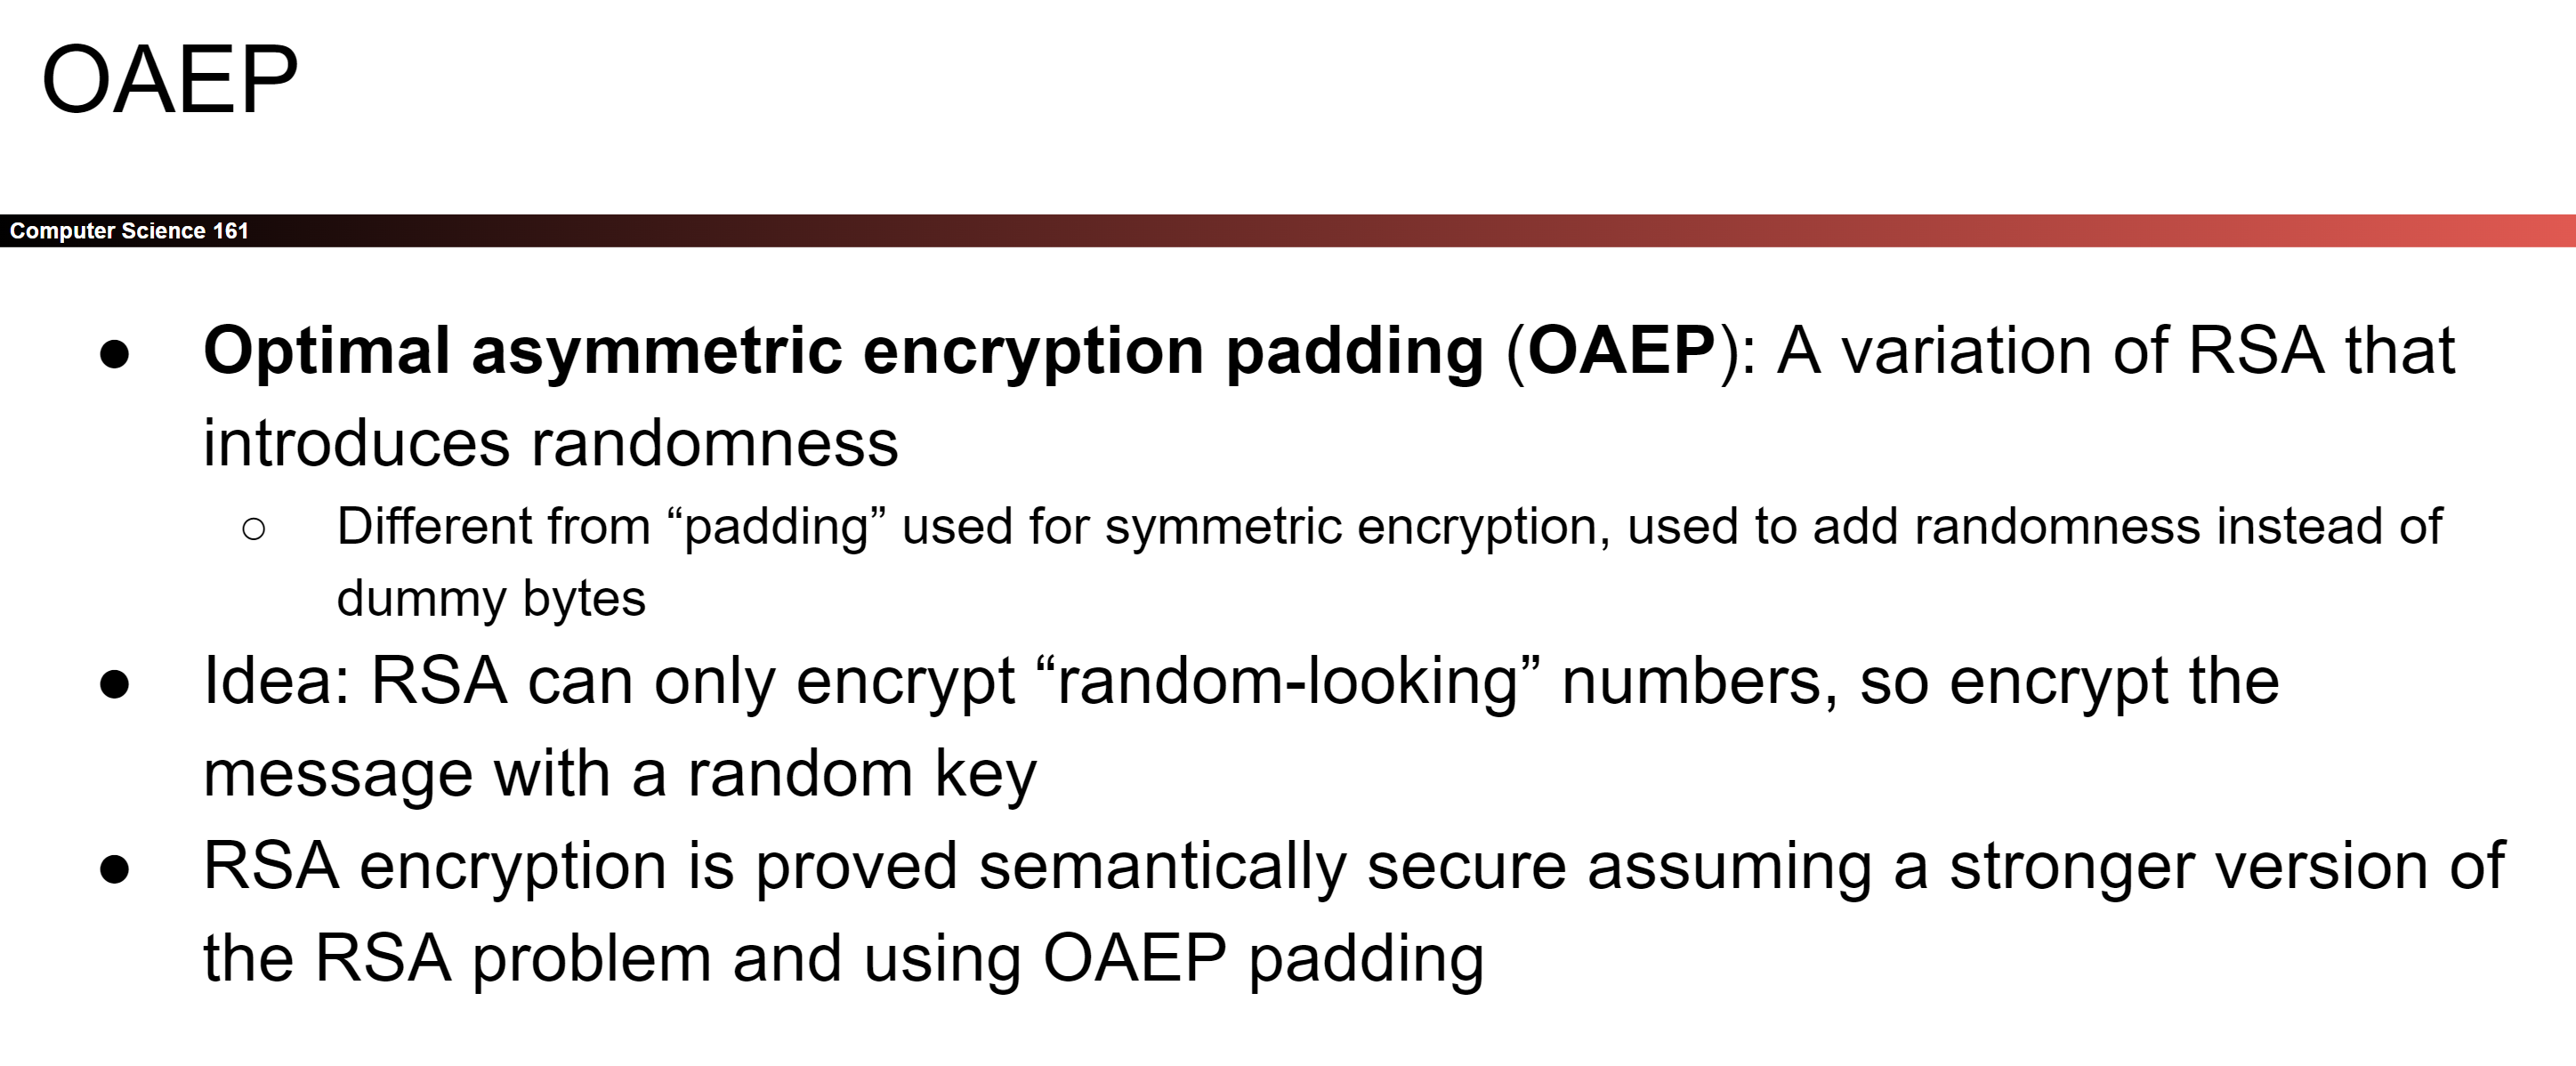 OAEP
Computer Science 161
● Optimal asymmetric encryption padding (OAEP): A variation of RSA that
introduces randomness
○ Different from “padding” used for symmetric encryption, used to add randomness instead of
dummy bytes
● Idea: RSA can only encrypt “random-looking” numbers, so encrypt the
message with a random key
● RSA encryption is proved semantically secure assuming a stronger version of
the RSA problem and using OAEP padding